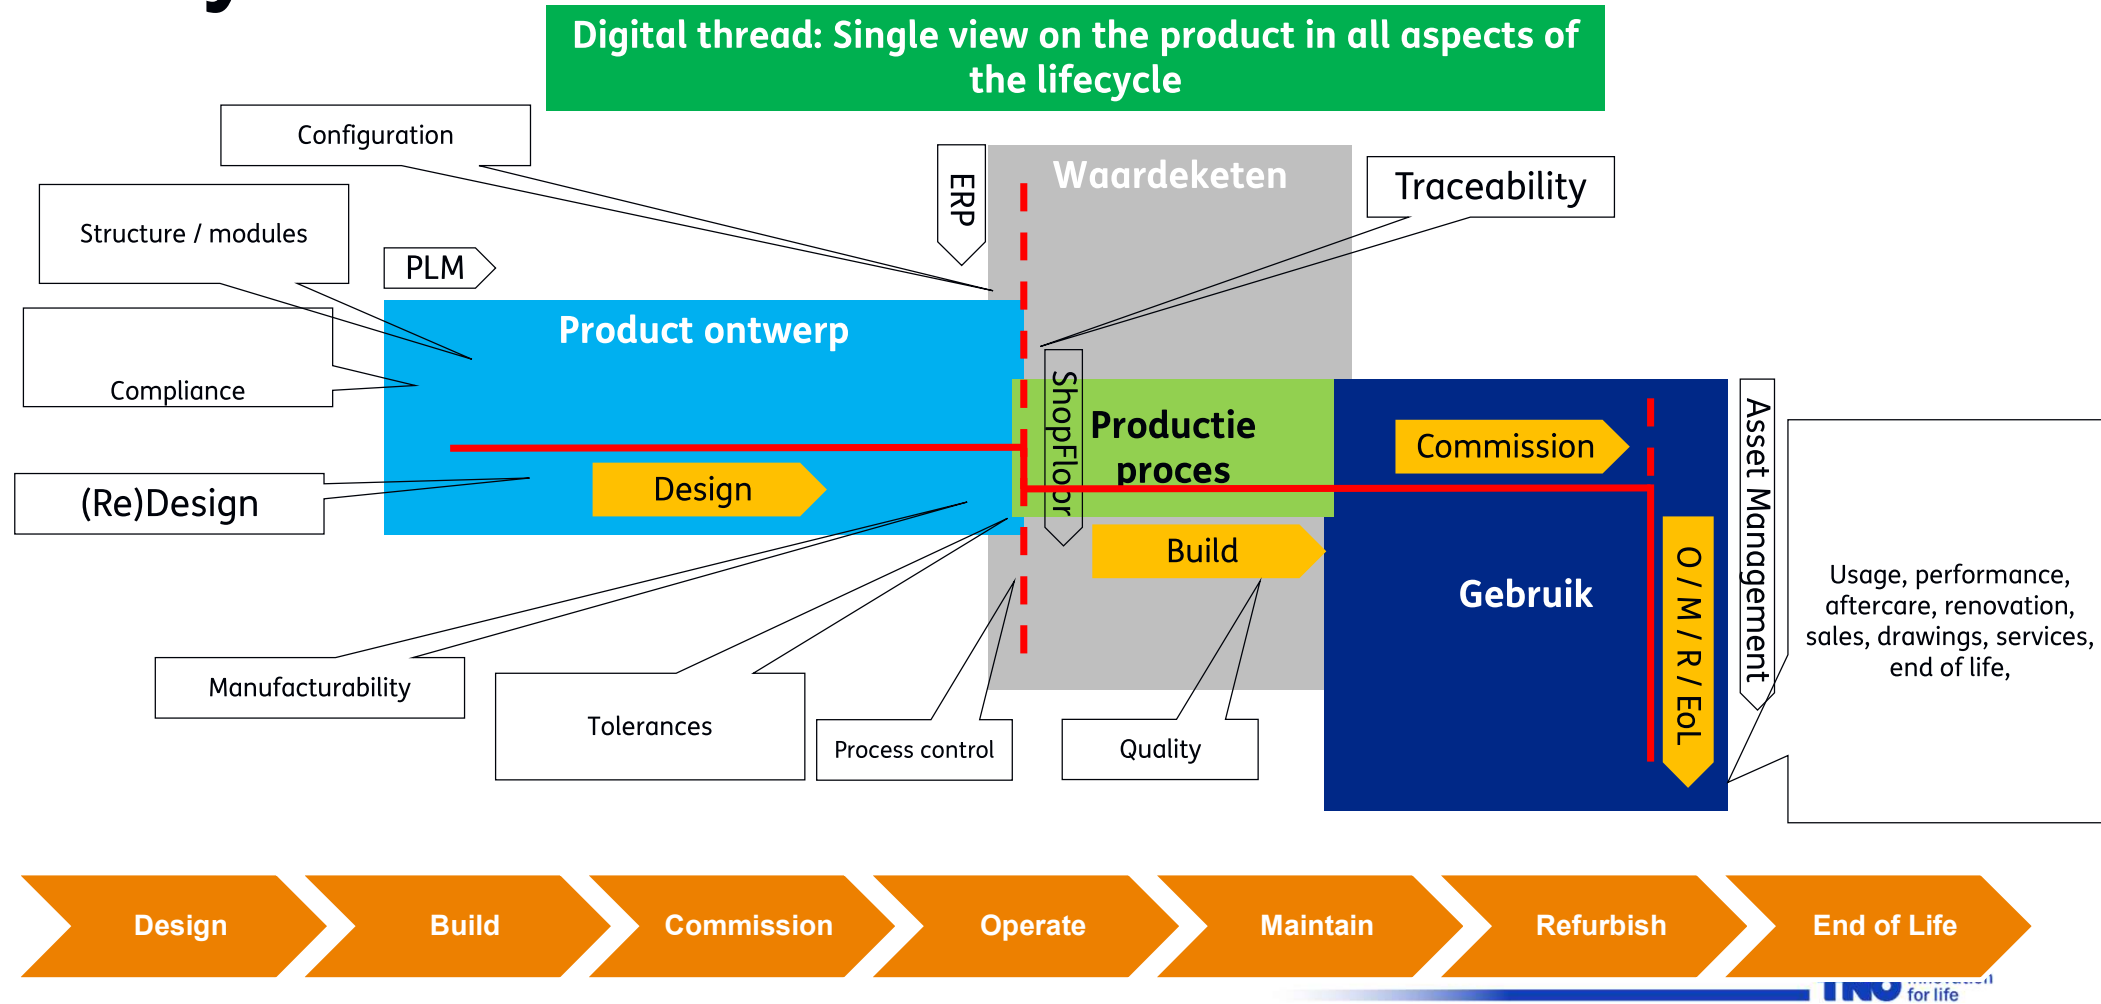 Digital thread: Single view on the product in all aspects of
the lifecycle
Configuration
Structure / modules
PLM
Compliance
(Re)Design
ERP
Waardeketen
Traceability
Product ontwerp
Design
ShopFloor
Productie
proces
Build
Commission
Gebruik
O / M / R / EoL
Asset Management
Usage, performance,
aftercare, renovation,
sales, drawings, services,
end of life,
Manufacturability
Tolerances
Process control
Quality
Design
Build
Commission
Operate
Maintain
Refurbish
End of Life
TNO innovation
for life